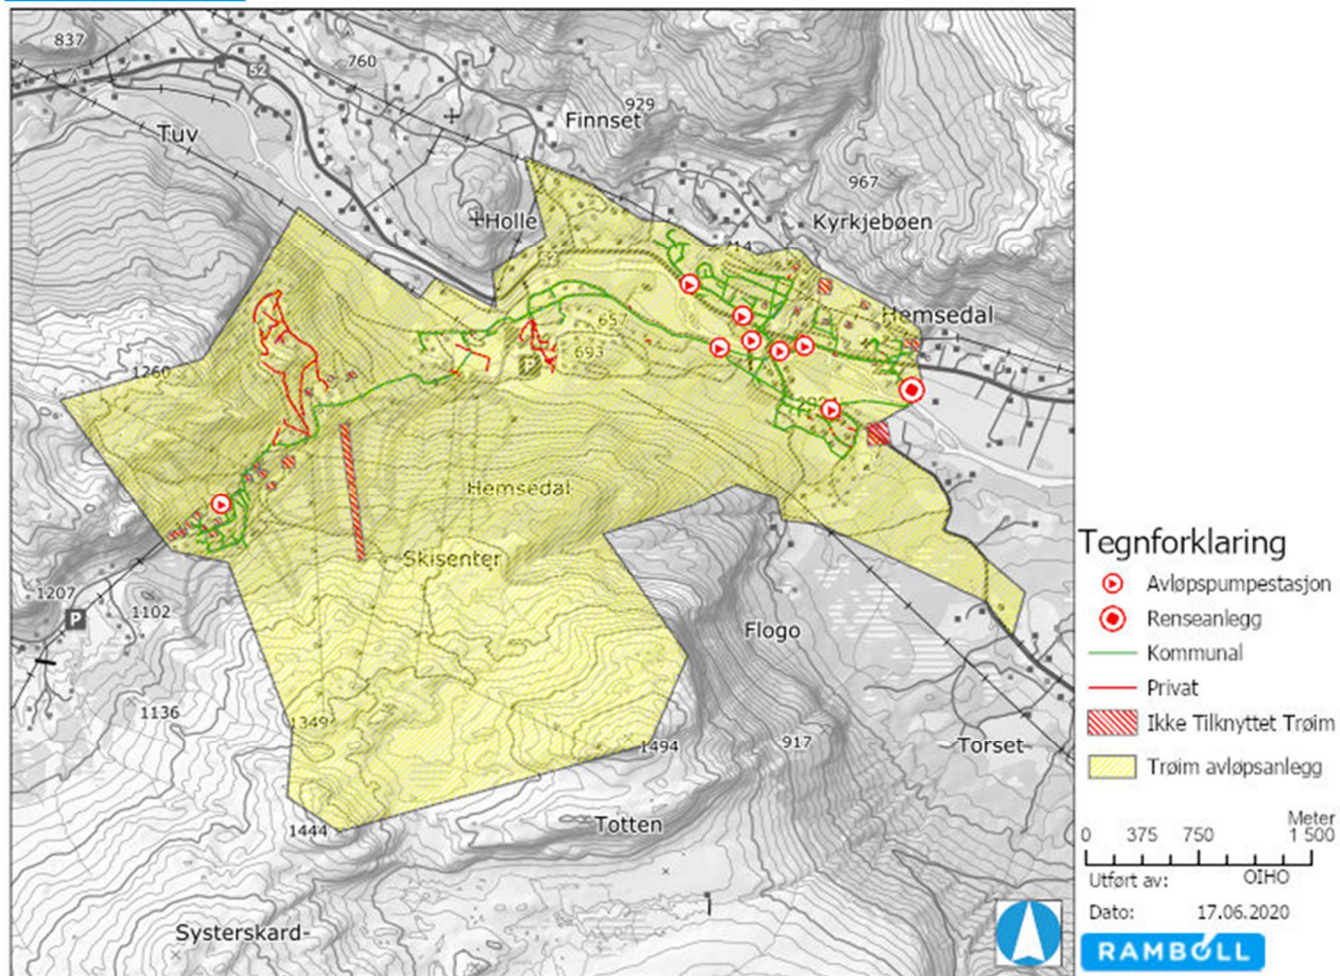 837
52
760
Tuv
929
Finnset
967
Holle
Kyrkjebøen
52
714
657
Hemsedal
693
P
1260
Hemsedal
Skisenter
1207
1102
P
Flogo
1136
1349
917
1494
Torset
1444
Totten
Systerskard-
Tegnforklaring
Avløpspumpestasjon
Renseanlegg
Kommunal
Privat
Ikke Tilknyttet Trøim
Trøim avløpsanlegg
Meter
0 375 750 1 500
Utført av: OIHO
Dato: 17.06.2020
RAMBOLL